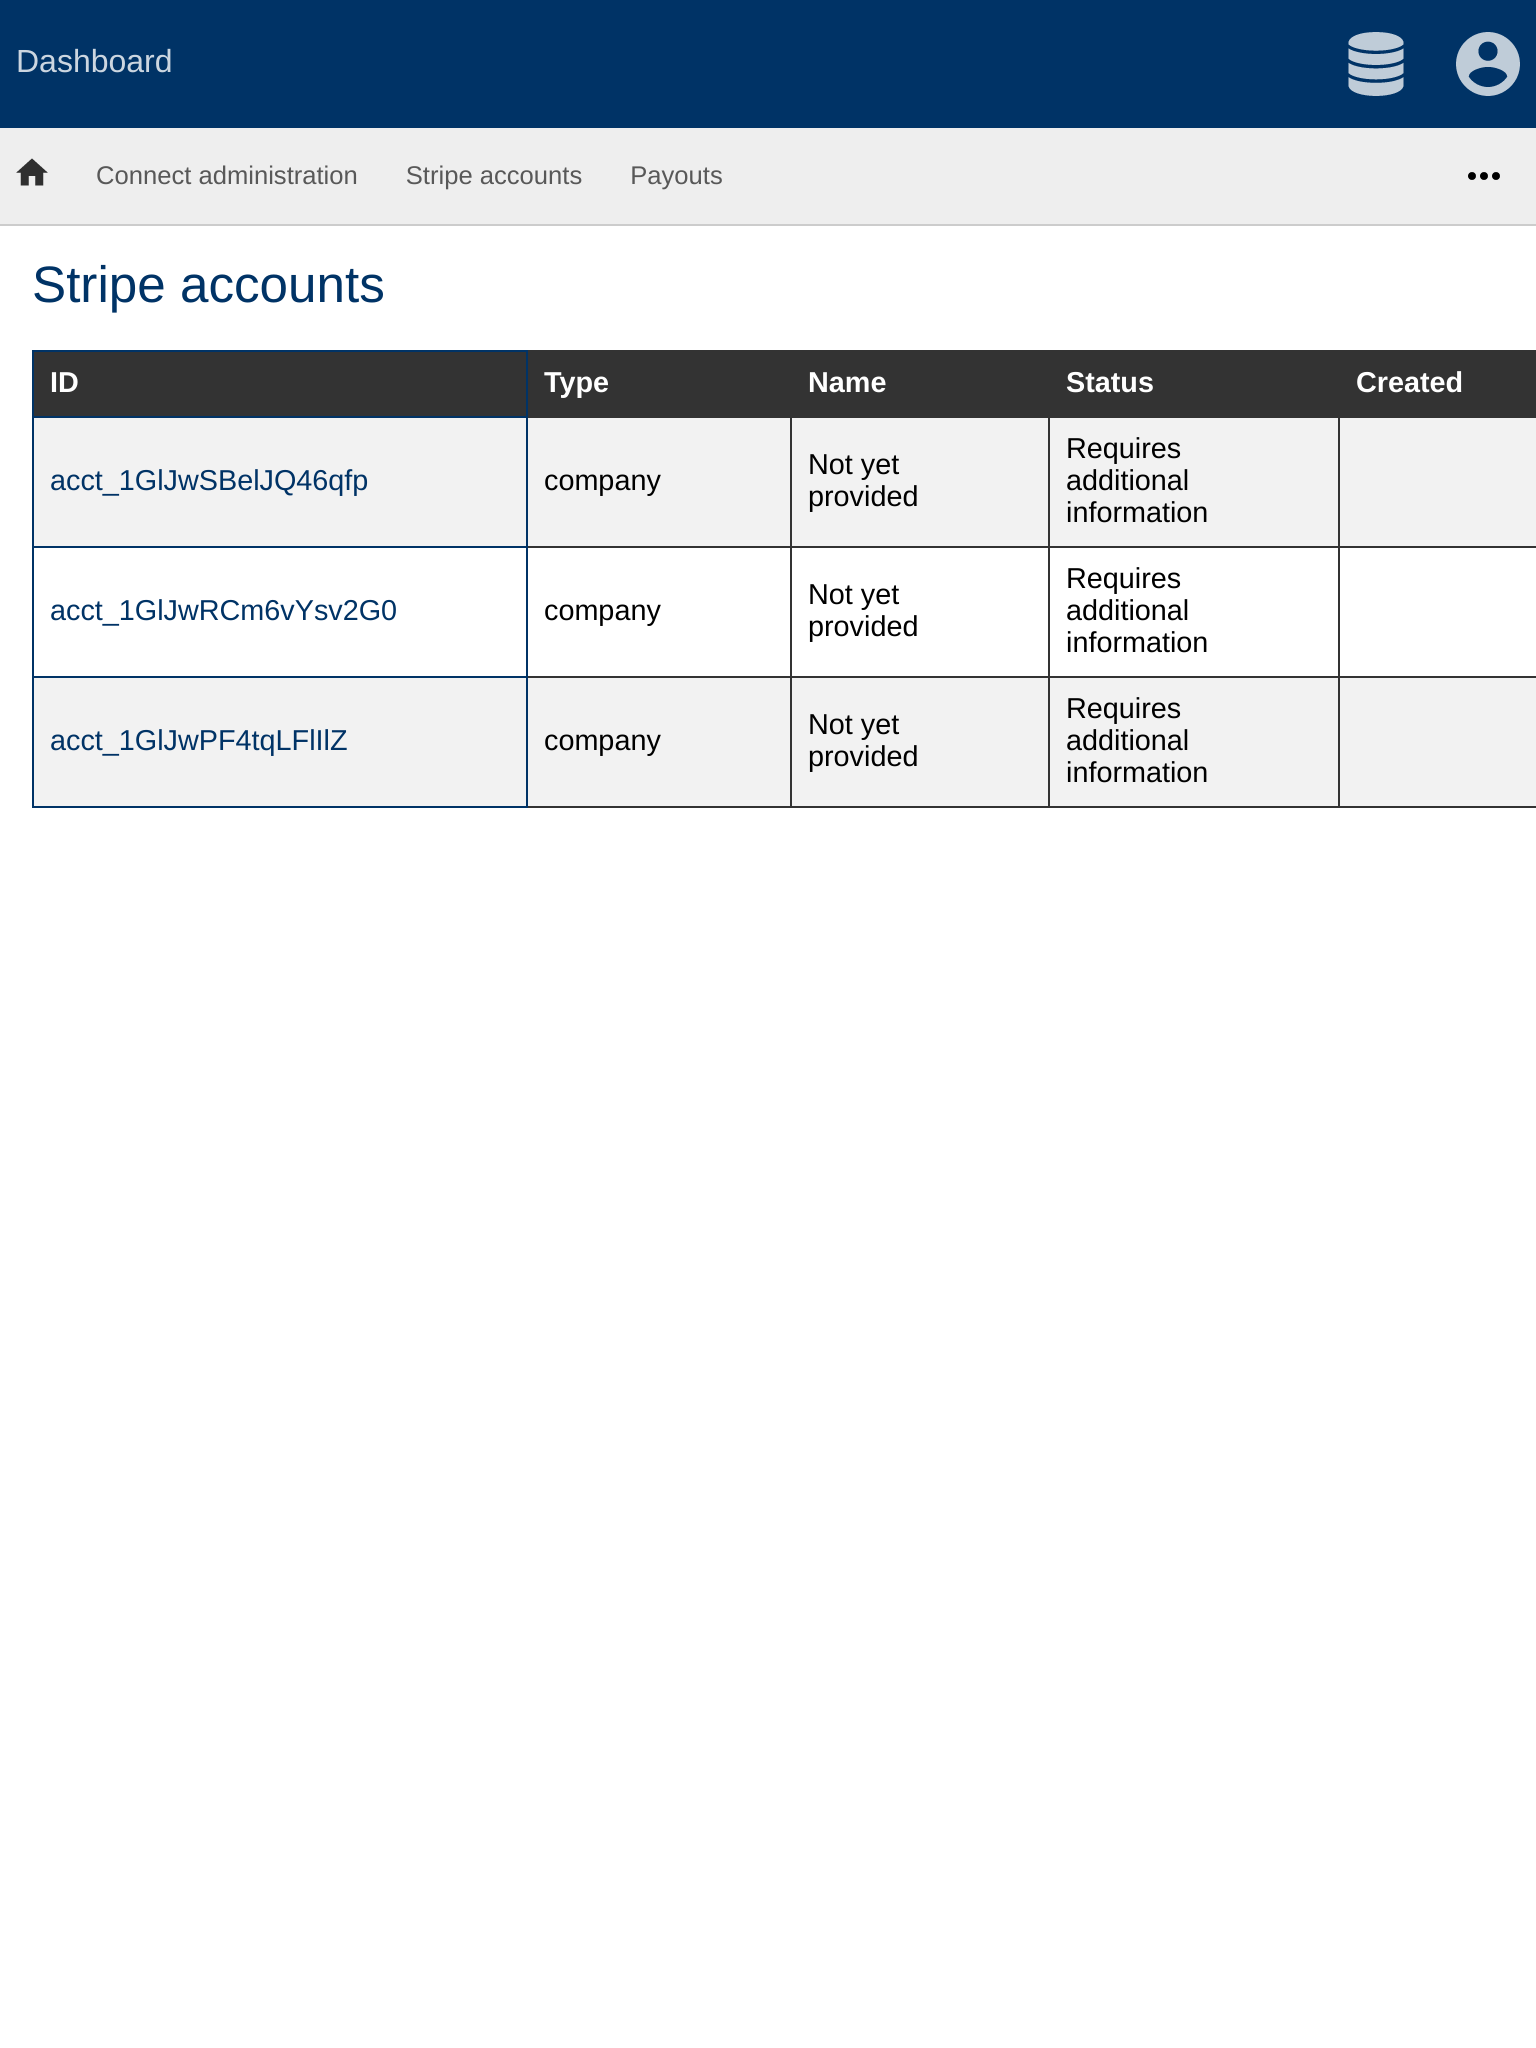 Dashboard
Connect administration Stripe accounts Payouts
Stripe accounts
ID Type Name Status Created
acct_1GlJwSBelJQ46qfp company Not yet provided Requires additional information
acct_1GlJwRCm6vYsv2G0 company Not yet provided Requires additional information
acct_1GlJwPF4tqLFlIlZ company Not yet provided Requires additional information